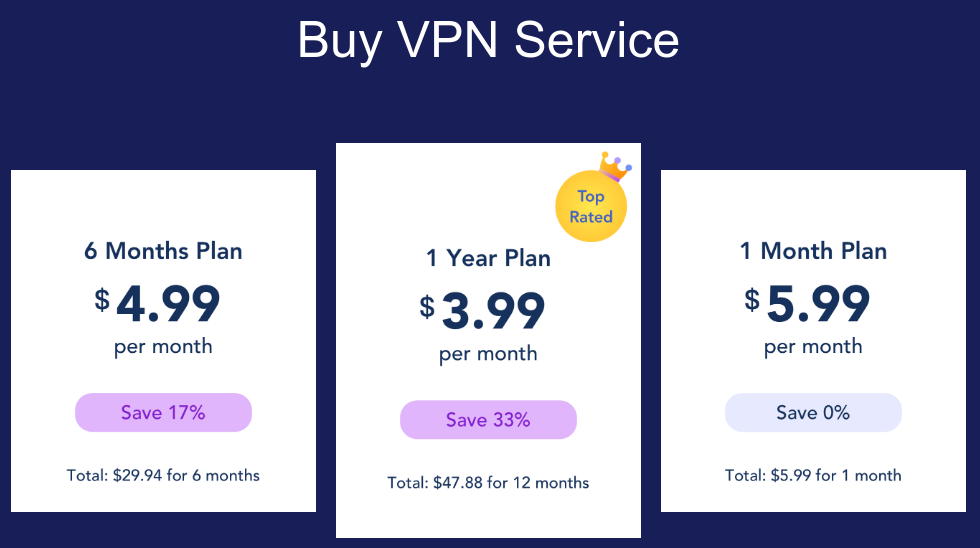 Buy VPN Service
6 Months Plan
$4.99
per month
Save 17%
Total: $29.94 for 6 months
Top
Rated
1 Year Plan
$3.99
per month
Save 33%
Total: $47.88 for 12 months
1 Month Plan
$5.99
per month
Save 0%
Total: $5.99 for 1 month